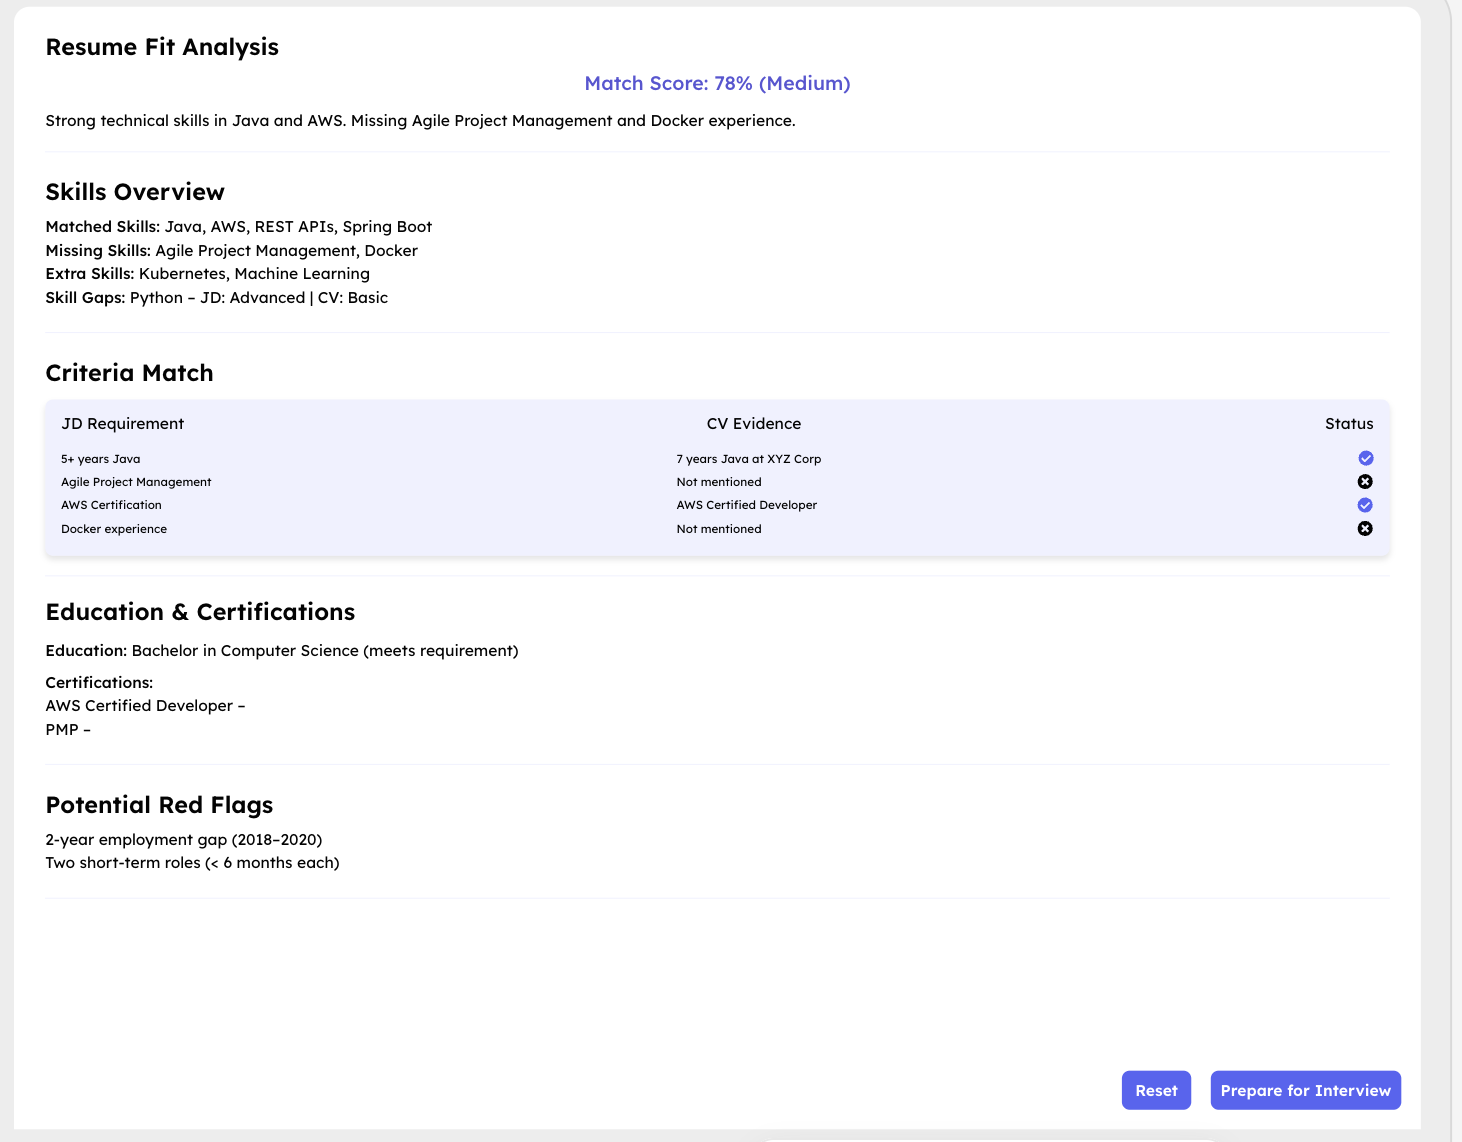 Resume Fit Analysis
Match Score: 78% (Medium)
Strong technical skills in Java and AWS. Missing Agile Project Management and Docker experience.
Skills Overview
Matched Skills: Java, AWS, REST APIs, Spring Boot
Missing Skills: Agile Project Management, Docker
Extra Skills: Kubernetes, Machine Learning
Skill Gaps: Python – JD: Advanced | CV: Basic
Criteria Match
JD Requirement CV Evidence Status
5+ years Java 7 years Java at XYZ Corp
Agile Project Management Not mentioned
AWS Certification AWS Certified Developer
Docker experience Not mentioned
Education & Certifications
Education: Bachelor in Computer Science (meets requirement)
Certifications:
AWS Certified Developer –
PMP –
Potential Red Flags
2-year employment gap (2018–2020)
Two short-term roles (< 6 months each)
Reset Prepare for Interview